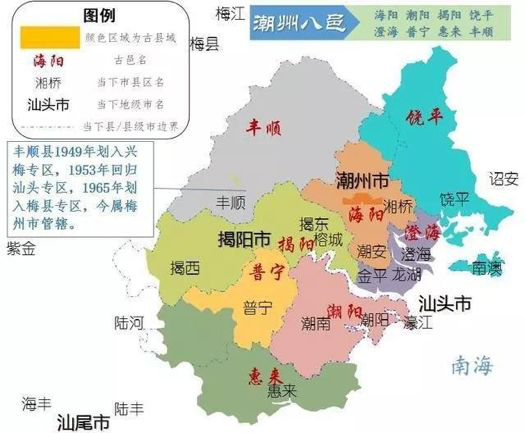 图例
颜色区域为古县域
海阳 古邑名
湘桥 当下市县区名
汕头市 当下地级市名
当下县/县级市边界
梅江
梅县
潮州八邑
海阳 潮阳 揭阳 饶平
澄海 普宁 惠来 丰顺
丰顺县1949年划入兴
梅专区，1953年回归
汕头专区，1965年划
入梅县专区，今属梅
州市管辖。
丰顺
饶平
潮州市
诏安
丰顺
海阳
湘桥
饶平
紫金
揭阳市
揭东
揭阳
榕城
潮安
澄海
澄海
揭西
普宁
金平
龙湖
南澳
普宁
潮阳
汕头市
陆河
潮南
潮阳
濠江
惠来
惠来
南海
海丰
陆丰
汕尾市